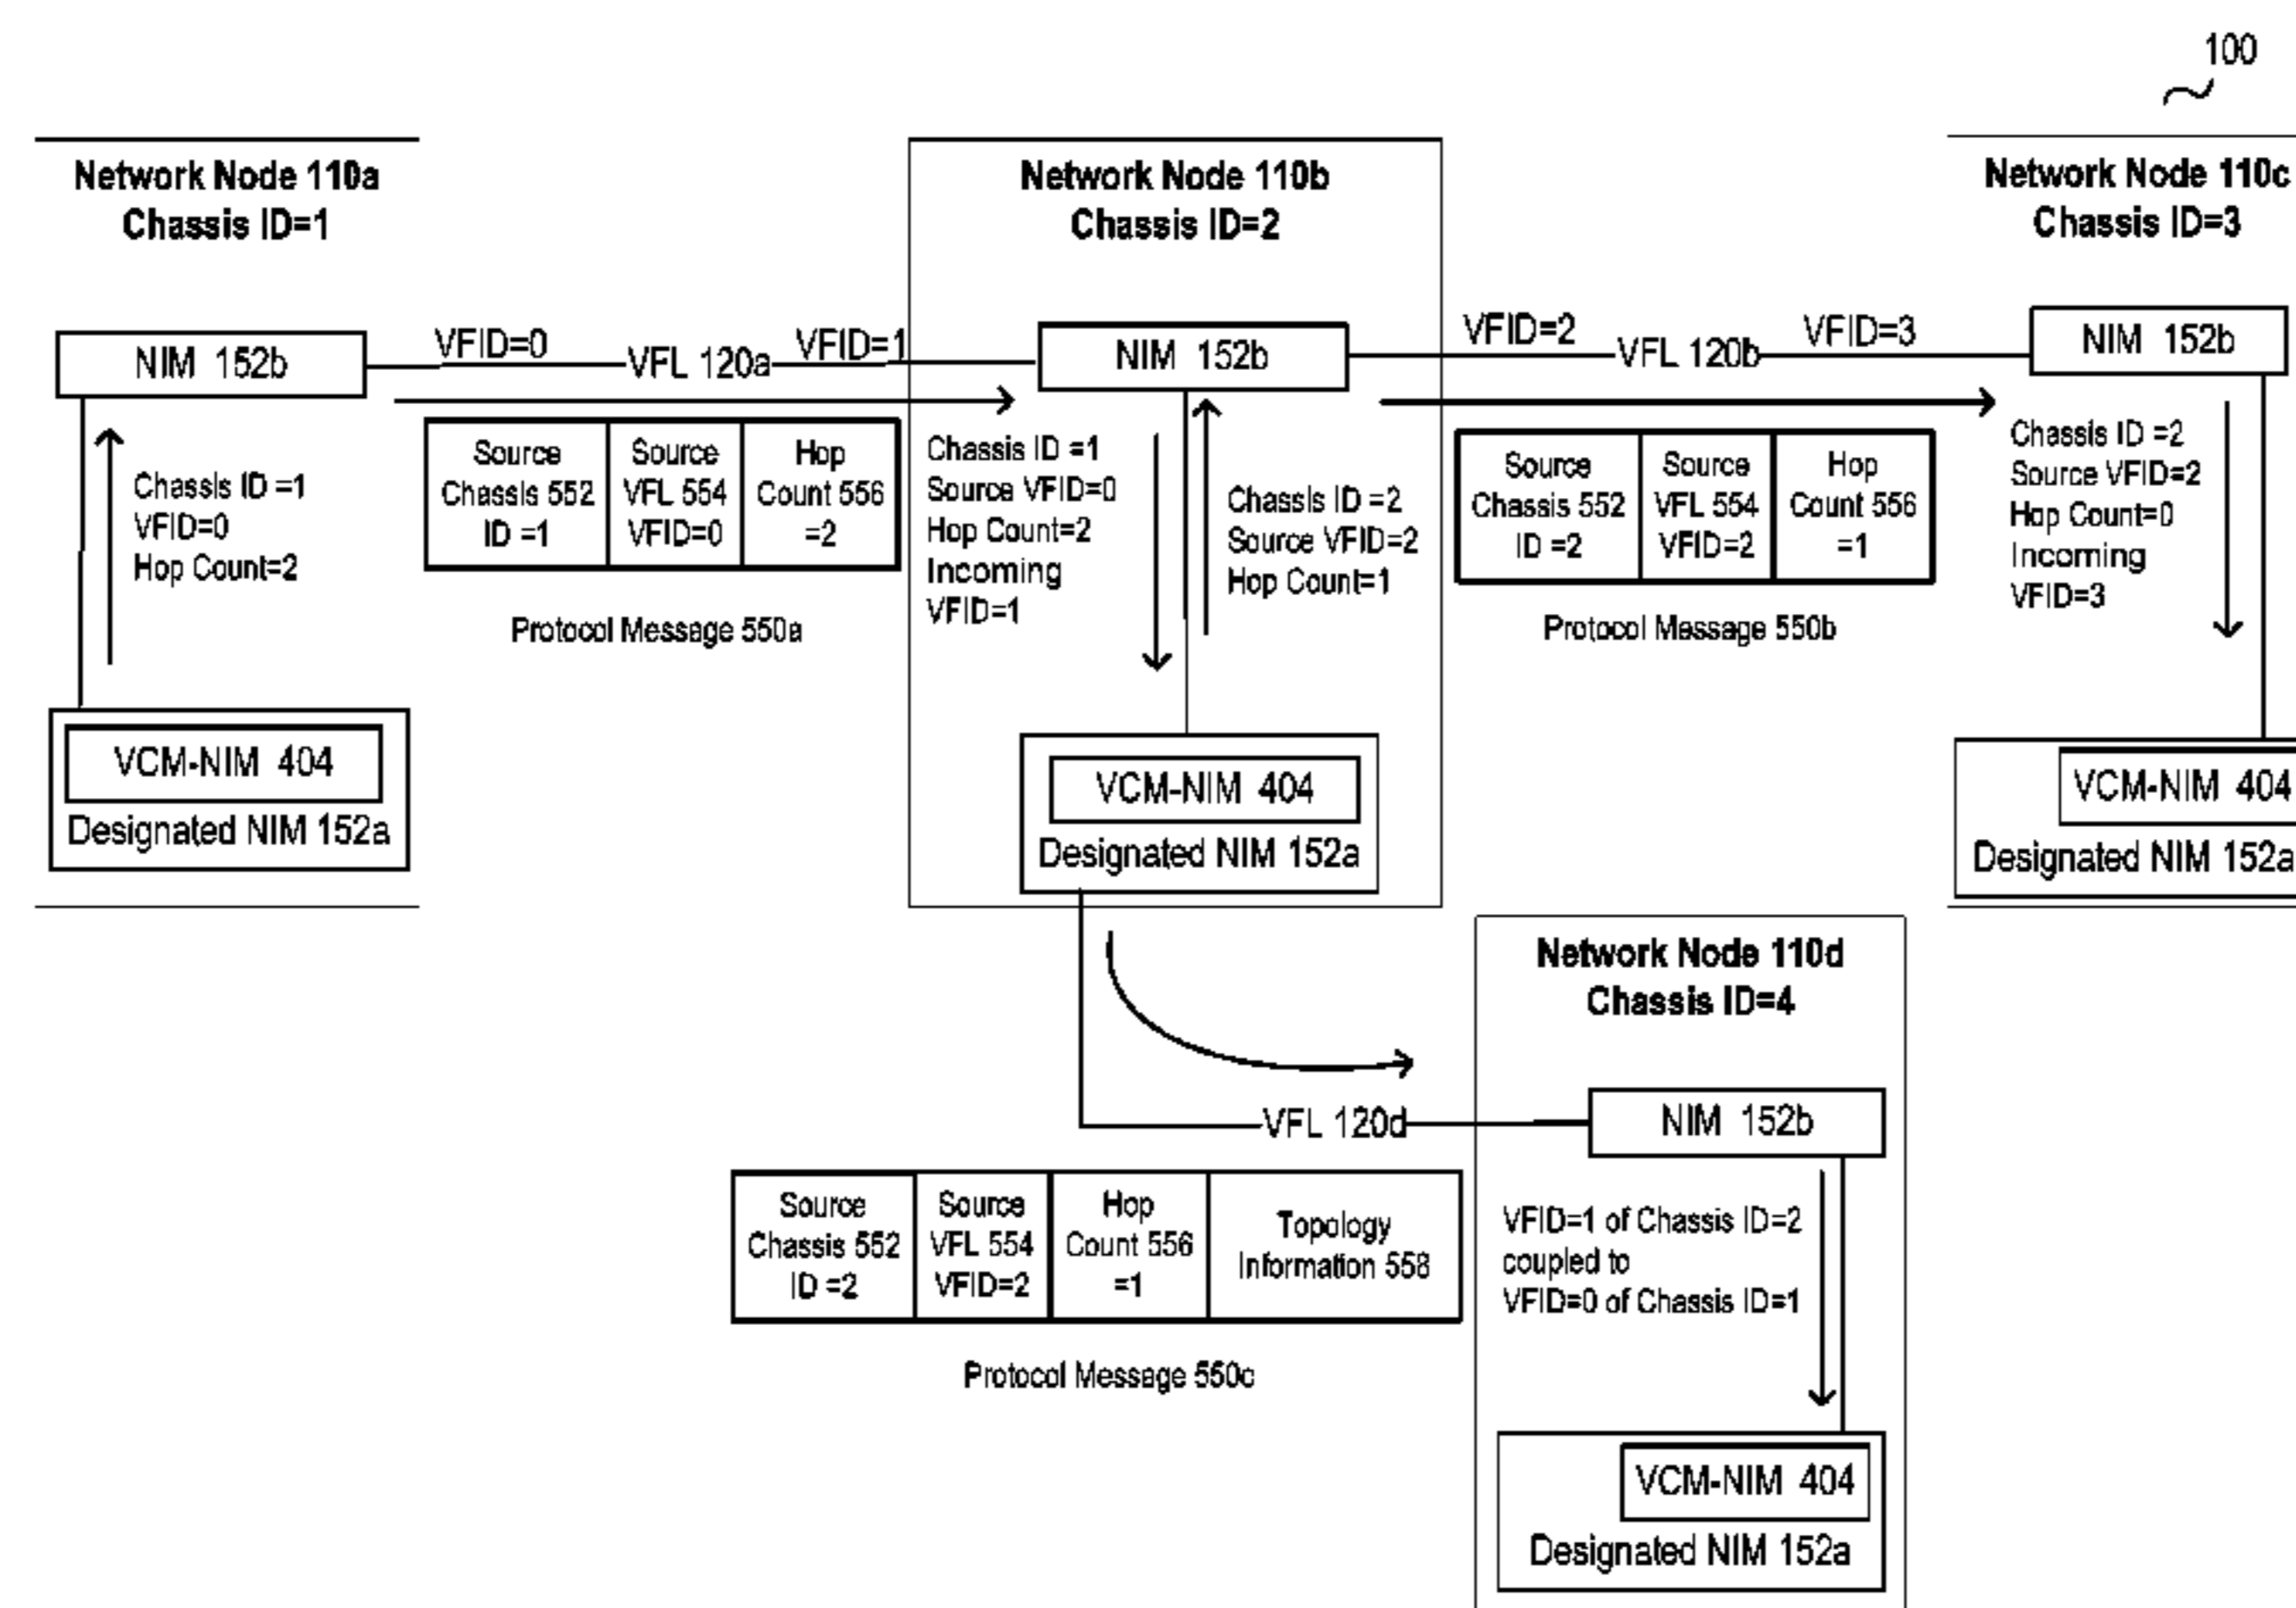 100
Network Node 110a
Chassis ID=1
Network Node 110b
Chassis ID=2
Network Node 110c
Chassis ID=3
NIM 152b
VFID=0
VFL 120a
VFID=1
NIM 152b
VFID=2
VFL 120b
VFID=3
NIM 152b
Chassis ID =1
VFID=0
Hop Count=2
Source
Chassis 552
ID =1
Source
VFL 554
VFID=0
Hop
Count 556
=2
Protocol Message 550a
Chassis ID =1
Source VFID=0
Hop Count=2
Incoming
VFID=1
Chassis ID =2
Source VFID=2
Hop Count=1
Source
Chassis 552
ID =2
Source
VFL 554
VFID=2
Hop
Count 556
=1
Protocol Message 550b
Chassis ID =2
Source VFID=2
Hop Count=0
Incoming
VFID=3
VCM-NIM 404
Designated NIM 152a
VCM-NIM 404
Designated NIM 152a
VCM-NIM 404
Designated NIM 152a
Network Node 110d
Chassis ID=4
VFL 120d
NIM 152b
Source
Chassis 552
ID =2
Source
VFL 554
VFID=2
Hop
Count 556
=1
Topology
Information 558
Protocol Message 550c
VFID=1 of Chassis ID=2
coupled to
VFID=0 of Chassis ID=1
VCM-NIM 404
Designated NIM 152a